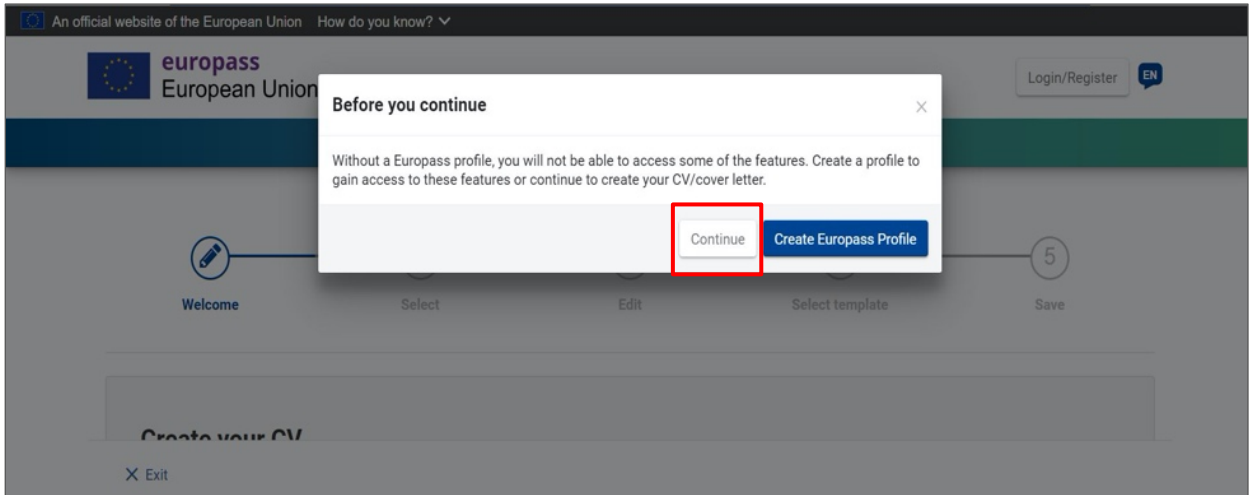 An official website of the European Union How do you know?
europass
European Union
Login/Register
EN
Before you continue
Without a Europass profile, you will not be able to access some of the features. Create a profile to
gain access to these features or continue to create your CV/cover letter.
Continue
Create Europass Profile
5
Welcome
Select
Edit
Select template
Save
Create your CV
Exit